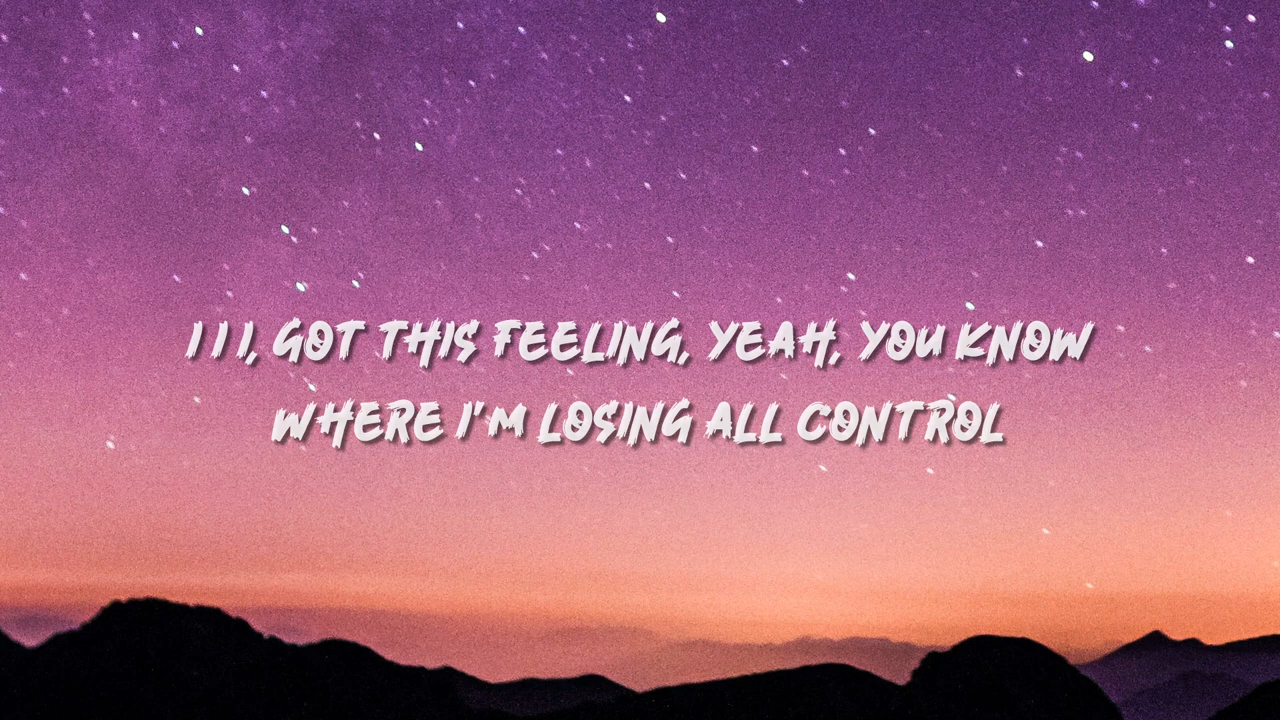 I I I, GOT THIS FEELING, YEAH, YOU KNOW
WHERE I'M LOSING ALL CONTROL